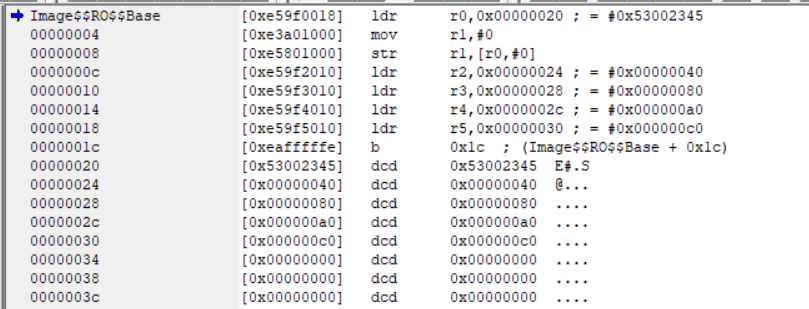 Image$$RO$$Base [0xe59f0018] ldr r0,0x00000020 ; = #0x53002345
00000004 [0xe3a01000] mov r1,#0
00000008 [0xe5801000] str r1,[r0,#0]
0000000c [0xe59f2010] ldr r2,0x00000024 ; = #0x00000040
00000010 [0xe59f3010] ldr r3,0x00000028 ; = #0x00000080
00000014 [0xe59f4010] ldr r4,0x0000002c ; = #0x000000a0
00000018 [0xe59f5010] ldr r5,0x00000030 ; = #0x000000c0
0000001c [0xeafffffe] b 0x1c ; (Image$$RO$$Base + 0x1c)
00000020 [0x53002345] dcd 0x53002345 E#.S
00000024 [0x00000040] dcd 0x00000040 @...
00000028 [0x00000080] dcd 0x00000080 ....
0000002c [0x000000a0] dcd 0x000000a0 ....
00000030 [0x000000c0] dcd 0x000000c0 ....
00000034 [0x00000000] dcd 0x00000000 ....
00000038 [0x00000000] dcd 0x00000000 ....
0000003c [0x00000000] dcd 0x00000000 ....